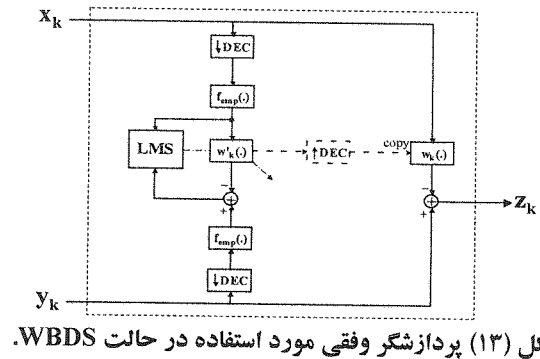 x_k
↓DEC
f_emp(.)
LMS
w'_k(.)
↑DEC
copy
w_k(.)
−
+
−
+
z_k
f_emp(.)
↓DEC
y_k
کل (۱۳) پردازشگر وفقی مورد استفاده در حالت WBDS.